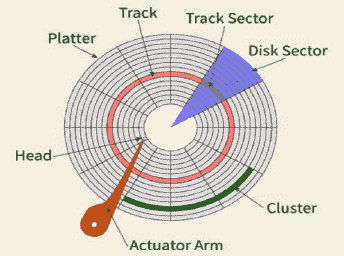 Track
Track Sector
Platter
Disk Sector
Head
Cluster
Actuator Arm